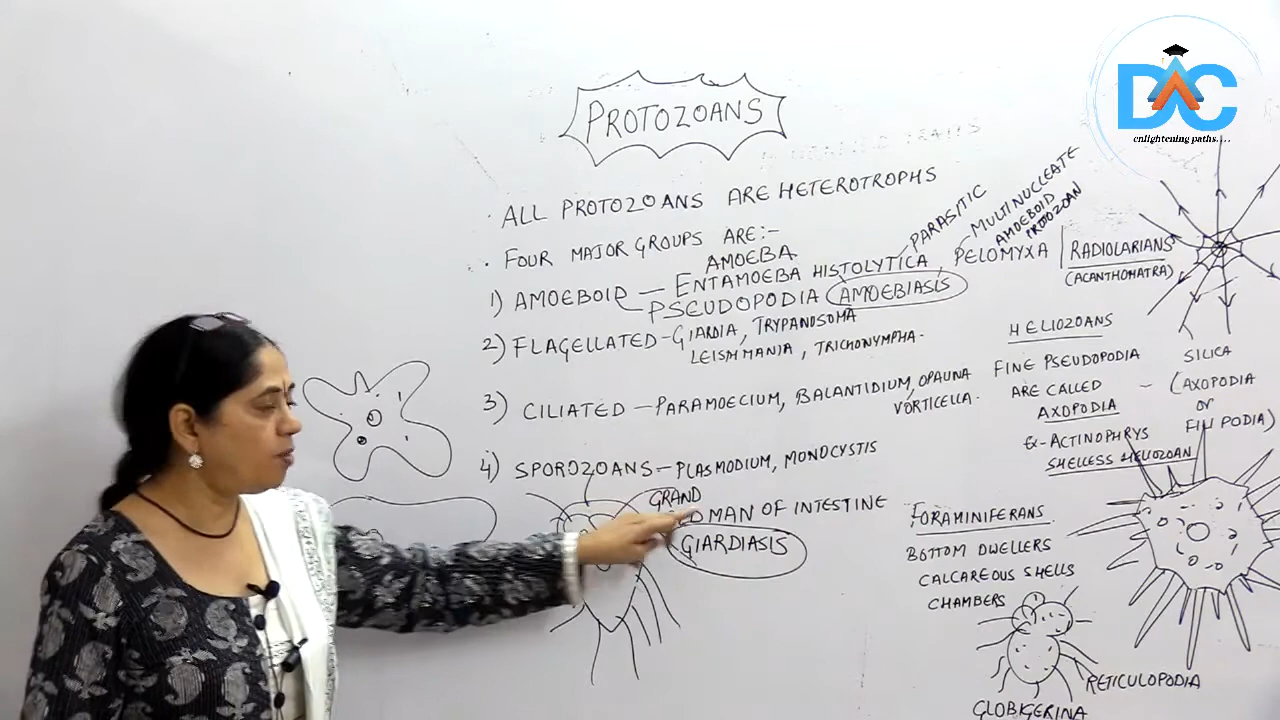 DAC
enlightening paths....
PROTOZOANS
· ALL PROTOZOANS ARE HETEROTROPHS
· FOUR MAJOR GROUPS ARE:-
AMOEBA
1) AMOEBOID — ENTAMOEBA HISTOLYTICA
PARASITIC
PELOMYXA
MULTINUCLEATE
AMOEBOID
PROTOZOAN
PSEUDOPODIA AMOEBIASIS
2) FLAGELLATED - GIARDIA, TRYPANOSOMA
LEISHMANIA, TRICHONYMPHA.
3) CILIATED — PARAMOECIUM, BALANTIDIUM, OPAUNA
VORTICELLA.
4) SPOROZOANS — PLASMODIUM, MONOCYSTIS
GRAND
MAN OF INTESTINE
GIARDIASIS
RADIOLARIANS
(ACANTHOMATRA)
HELIOZOANS
FINE PSEUDOPODIA
ARE CALLED
AXOPODIA
Ex- ACTINOPHRYS
SHELLESS HELIOZOAN
SILICA
(AXOPODIA
or
FILIPODIA)
FORAMINIFERANS
BOTTOM DWELLERS
CALCAREOUS SHELLS
CHAMBERS
RETICULOPODIA
GLOBIGERINA